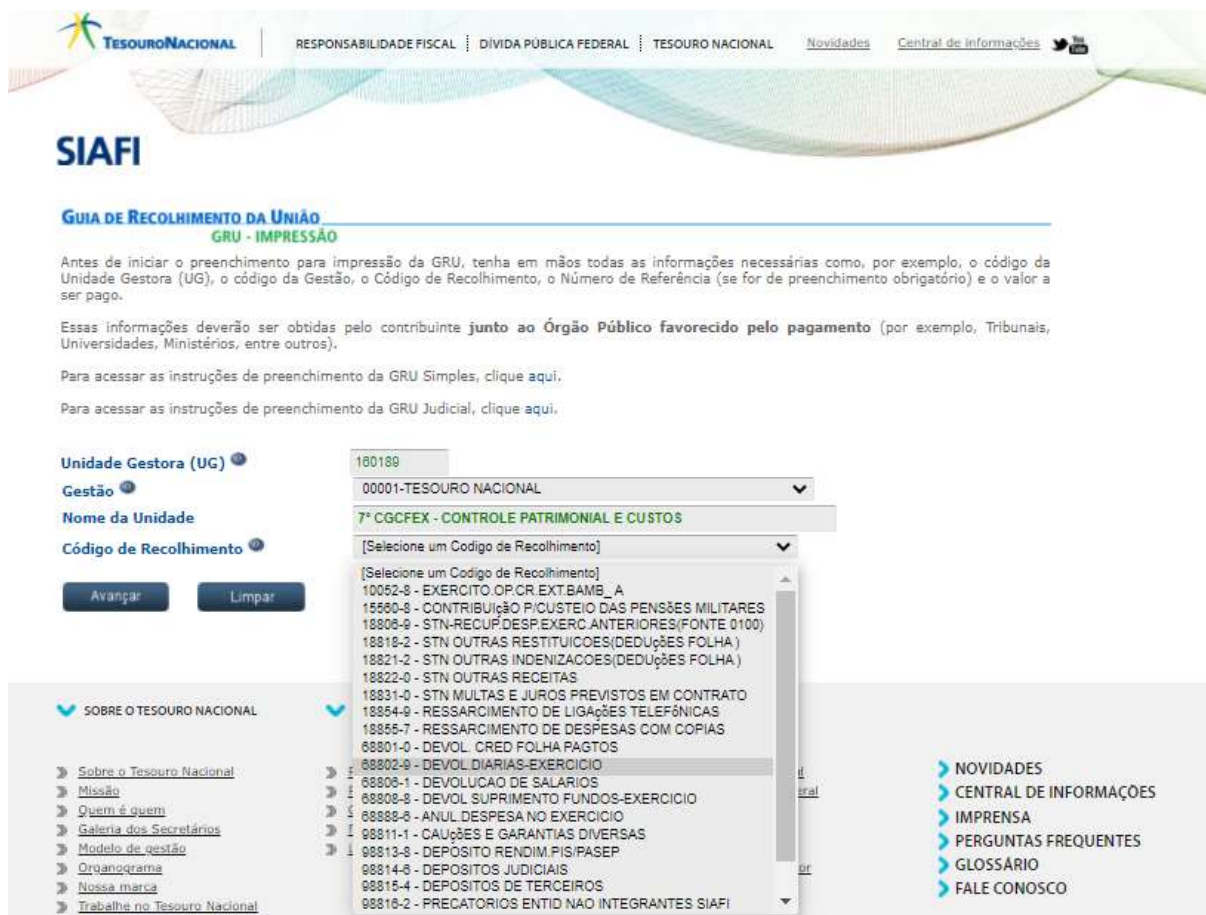 TESOURONACIONAL
RESPONSABILIDADE FISCAL
DÍVIDA PÚBLICA FEDERAL
TESOURO NACIONAL
Novidades
Central de informações
SIAFI
GUIA DE RECOLHIMENTO DA UNIÃO
GRU - IMPRESSÃO
Antes de iniciar o preenchimento para impressão da GRU, tenha em mãos todas as informações necessárias como, por exemplo, o código da
Unidade Gestora (UG), o código da Gestão, o Código de Recolhimento, o Número de Referência (se for de preenchimento obrigatório) e o valor a
ser pago.
Essas informações deverão ser obtidas pelo contribuinte junto ao Órgão Público favorecido pelo pagamento (por exemplo, Tribunais,
Universidades, Ministérios, entre outros).
Para acessar as instruções de preenchimento da GRU Simples, clique aqui.
Para acessar as instruções de preenchimento da GRU Judicial, clique aqui.
Unidade Gestora (UG) 160189
Gestão 00001-TESOURO NACIONAL
Nome da Unidade 7º CGCFEX - CONTROLE PATRIMONIAL E CUSTOS
Código de Recolhimento [Selecione um Codigo de Recolhimento]
Avançar Limpar
[Selecione um Codigo de Recolhimento]
10052-8 - EXERCITO.OP.CR.EXT.BAMB_ A
15560-8 - CONTRIBUIçãO P/CUSTEIO DAS PENSõES MILITARES
18806-9 - STN-RECUP.DESP.EXERC.ANTERIORES(FONTE 0100)
18818-2 - STN OUTRAS RESTITUICOES(DEDUçõES FOLHA )
18821-2 - STN OUTRAS INDENIZACOES(DEDUçõES FOLHA )
18822-0 - STN OUTRAS RECEITAS
18831-0 - STN MULTAS E JUROS PREVISTOS EM CONTRATO
18854-9 - RESSARCIMENTO DE LIGAçõES TELEFôNICAS
18855-7 - RESSARCIMENTO DE DESPESAS COM COPIAS
68801-0 - DEVOL. CRED FOLHA PAGTOS
68802-9 - DEVOL.DIARIAS-EXERCICIO
68806-1 - DEVOLUCAO DE SALARIOS
68808-8 - DEVOL SUPRIMENTO FUNDOS-EXERCICIO
68888-6 - ANUL.DESPESA NO EXERCICIO
98811-1 - CAUçõES E GARANTIAS DIVERSAS
98813-8 - DEPOSITO RENDIM.PIS/PASEP
98814-6 - DEPOSITOS JUDICIAIS
98815-4 - DEPOSITOS DE TERCEIROS
98816-2 - PRECATORIOS ENTID NAO INTEGRANTES SIAFI
SOBRE O TESOURO NACIONAL
Sobre o Tesouro Nacional
Missão
Quem é quem
Galeria dos Secretários
Modelo de gestão
Organograma
Nossa marca
Trabalhe no Tesouro Nacional
NOVIDADES
CENTRAL DE INFORMAÇÕES
IMPRENSA
PERGUNTAS FREQUENTES
GLOSSÁRIO
FALE CONOSCO